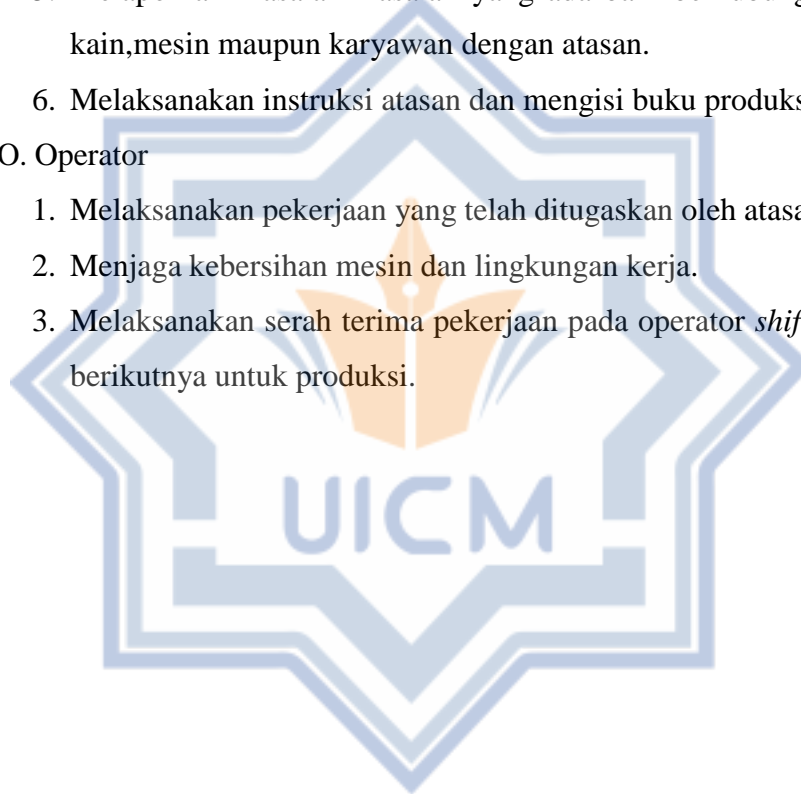 kain,mesin maupun karyawan dengan atasan.
6. Melaksanakan instruksi atasan dan mengisi buku produks
O. Operator
1. Melaksanakan pekerjaan yang telah ditugaskan oleh atasa
2. Menjaga kebersihan mesin dan lingkungan kerja.
3. Melaksanakan serah terima pekerjaan pada operator shif
berikutnya untuk produksi.
UICM